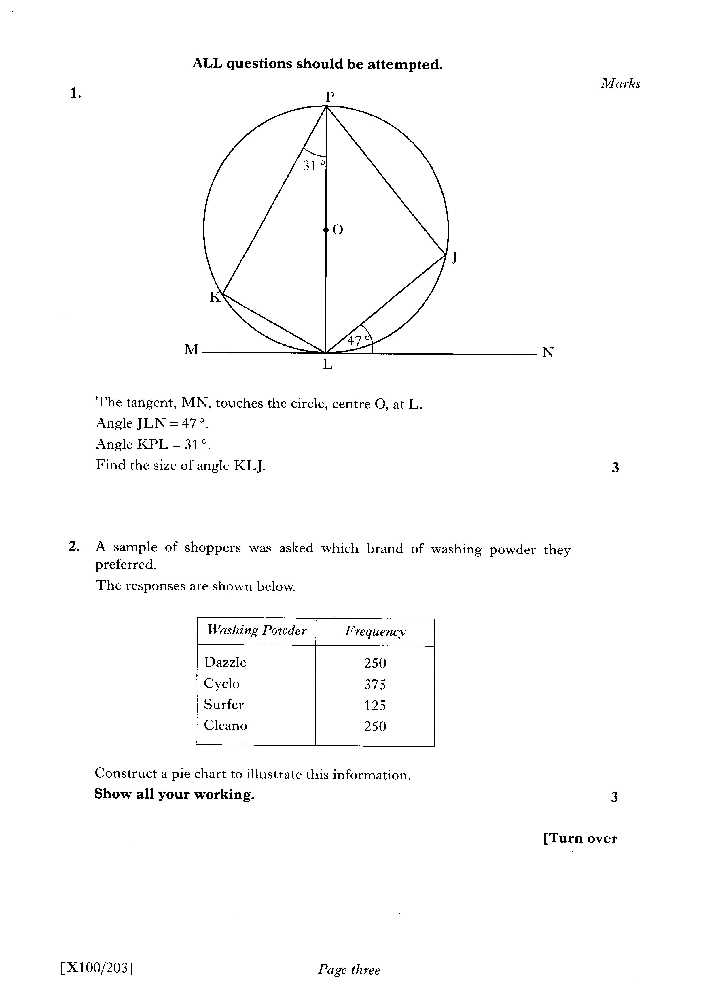 ALL questions should be attempted.
Marks
1.
P
31 °
O
J
K
47 °
M
N
L
The tangent, MN, touches the circle, centre O, at L.
Angle JLN = 47 °.
Angle KPL = 31 °.
Find the size of angle KLJ.
3
2. A sample of shoppers was asked which brand of washing powder they
preferred.
The responses are shown below.
Washing Powder Frequency
Dazzle 250
Cyclo 375
Surfer 125
Cleano 250
Construct a pie chart to illustrate this information.
Show all your working.
3
[Turn over
[X100/203]
Page three